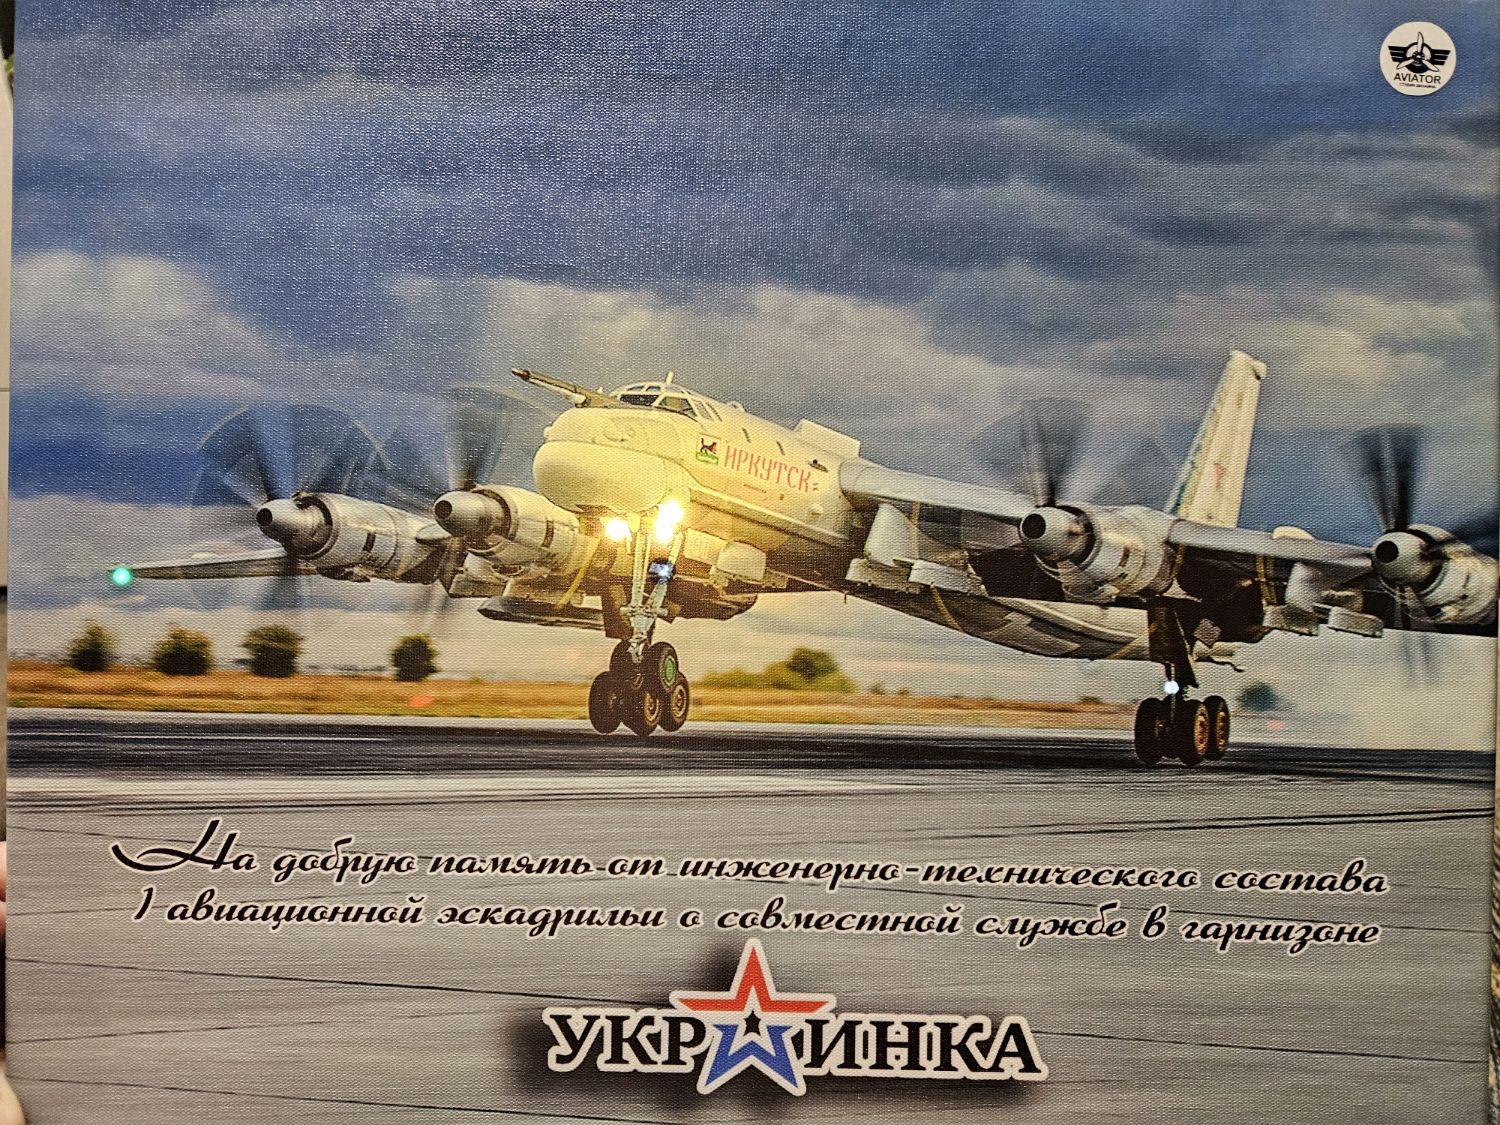 AVIATOR
ИРКУТСК
На добрую память от инженерно-технического состава
1 авиационной эскадрильи о совместной службе в гарнизоне
УКРАИНКА